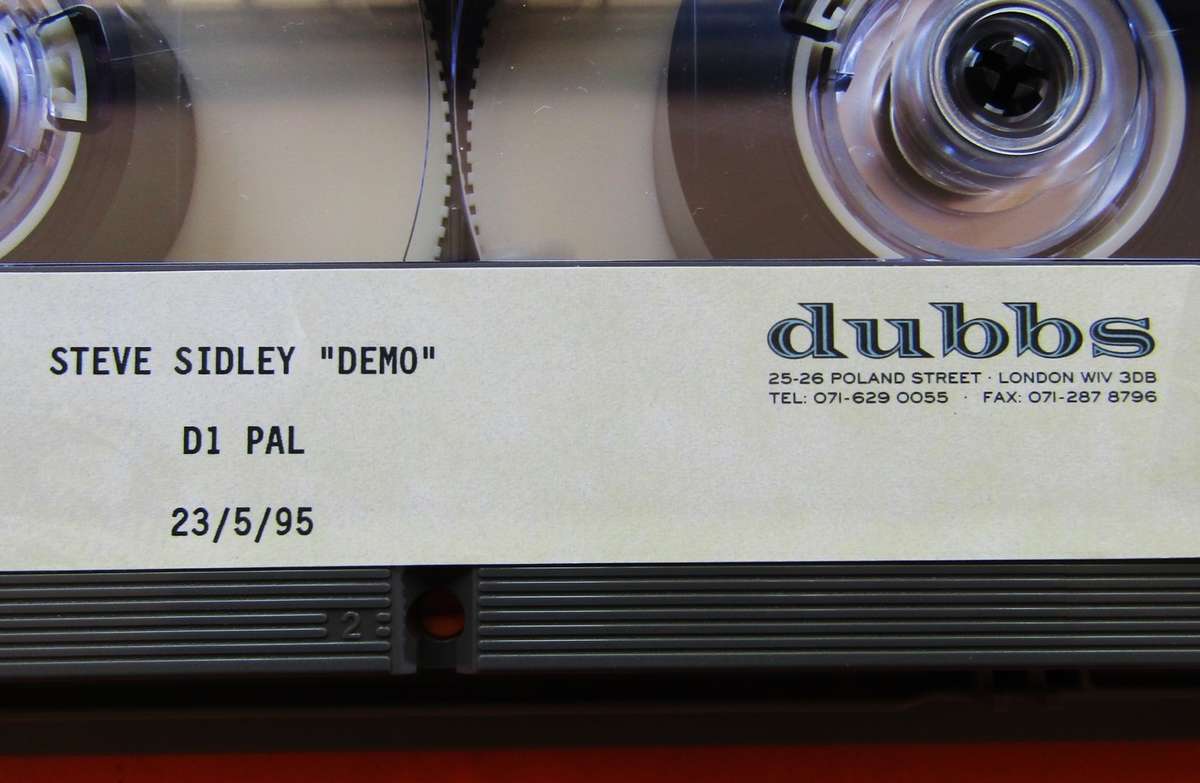 STEVE SIDLEY "DEMO"
D1 PAL
23/5/95
dubbs
25-26 POLAND STREET · LONDON WIV 3DB
TEL: 071-629 0055 · FAX: 071-287 8796
2